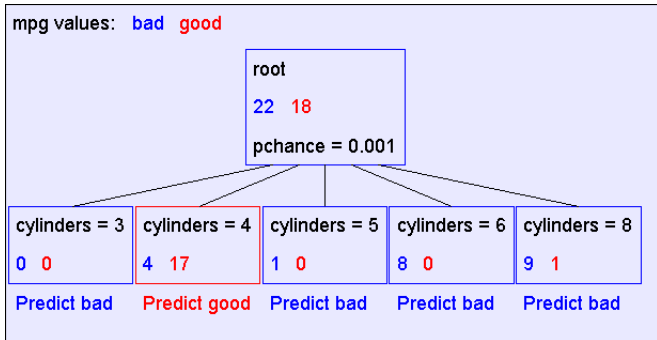 mpg values: bad good
root
22 18
pchance = 0.001
cylinders = 3 cylinders = 4 cylinders = 5 cylinders = 6 cylinders = 8
0 0 4 17 1 0 8 0 9 1
Predict bad Predict good Predict bad Predict bad Predict bad